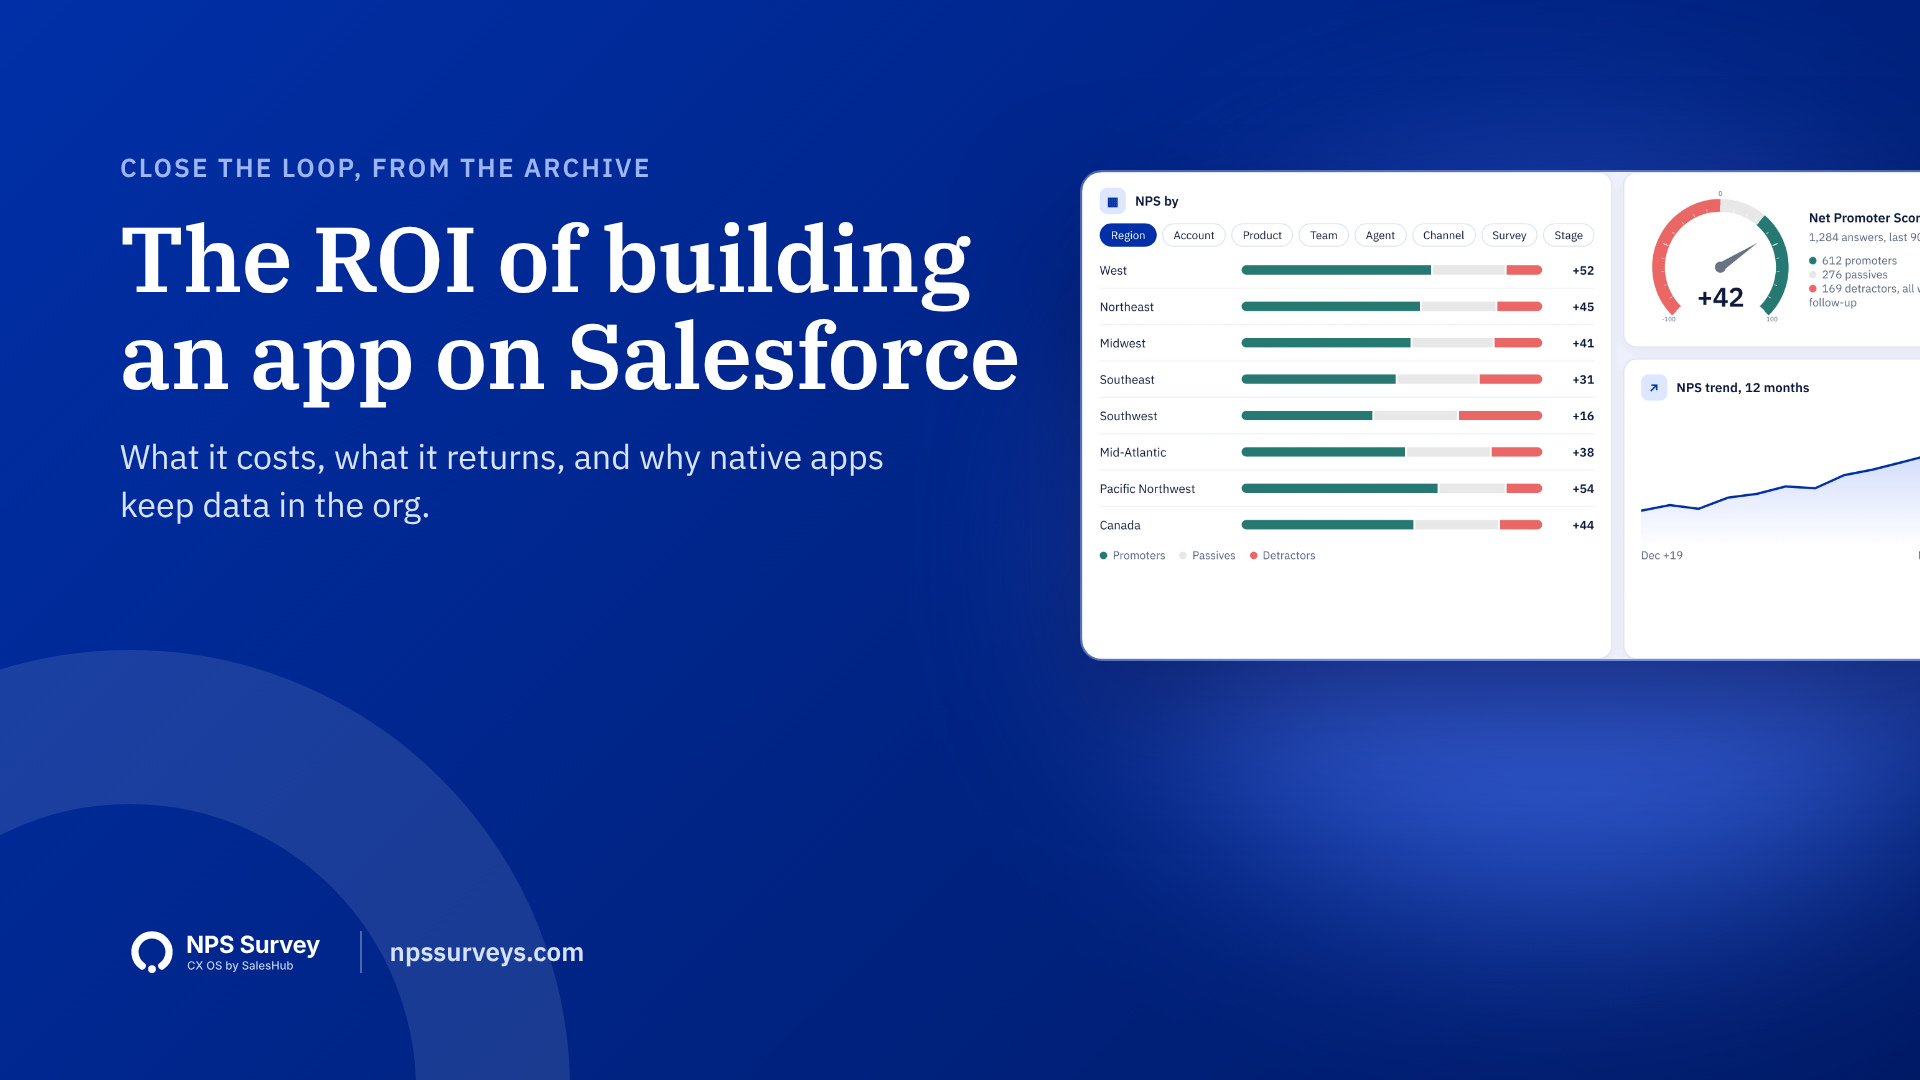 CLOSE THE LOOP, FROM THE ARCHIVE
The ROI of building
an app on Salesforce
What it costs, what it returns, and why native apps
keep data in the org.
NPS by
Region Account Product Team Agent Channel Survey Stage
West +52
Northeast +45
Midwest +41
Southeast +31
Southwest +16
Mid-Atlantic +38
Pacific Northwest +54
Canada +44
Promoters Passives Detractors
0
+42
-100 100
Net Promoter Scor
1,284 answers, last 90
612 promoters
276 passives
169 detractors, all w
follow-up
NPS trend, 12 months
Dec +19
NPS Survey
CX OS by SalesHub
npssurveys.com